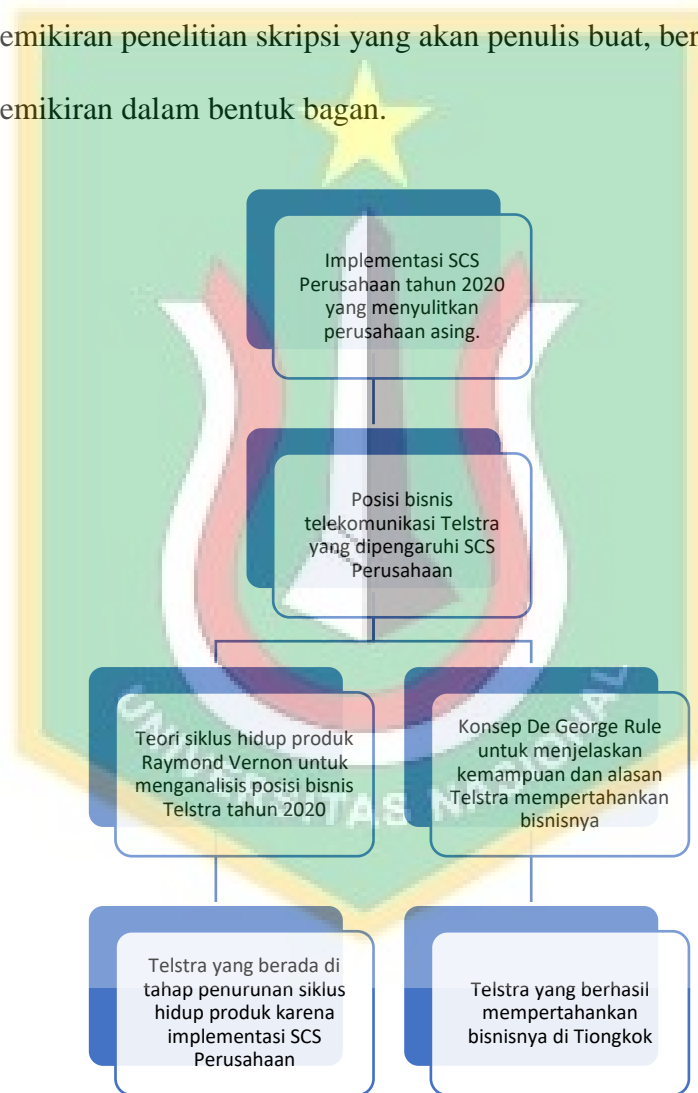 emikiran penelitian skripsi yang akan penulis buat, ber
emikiran dalam bentuk bagan.
Implementasi SCS
Perusahaan tahun 2020
yang menyulitkan
perusahaan asing.
Posisi bisnis
telekomunikasi Telstra
yang dipengaruhi SCS
Perusahaan
Teori siklus hidup produk
Raymond Vernon untuk
menganalisis posisi bisnis
Telstra tahun 2020
Konsep De George Rule
untuk menjelaskan
kemampuan dan alasan
Telstra mempertahankan
bisnisnya
UNIVERSITAS NASIONAL
Telstra yang berada di
tahap penurunan siklus
hidup produk karena
implementasi SCS
Perusahaan
Telstra yang berhasil
mempertahankan
bisnisnya di Tiongkok